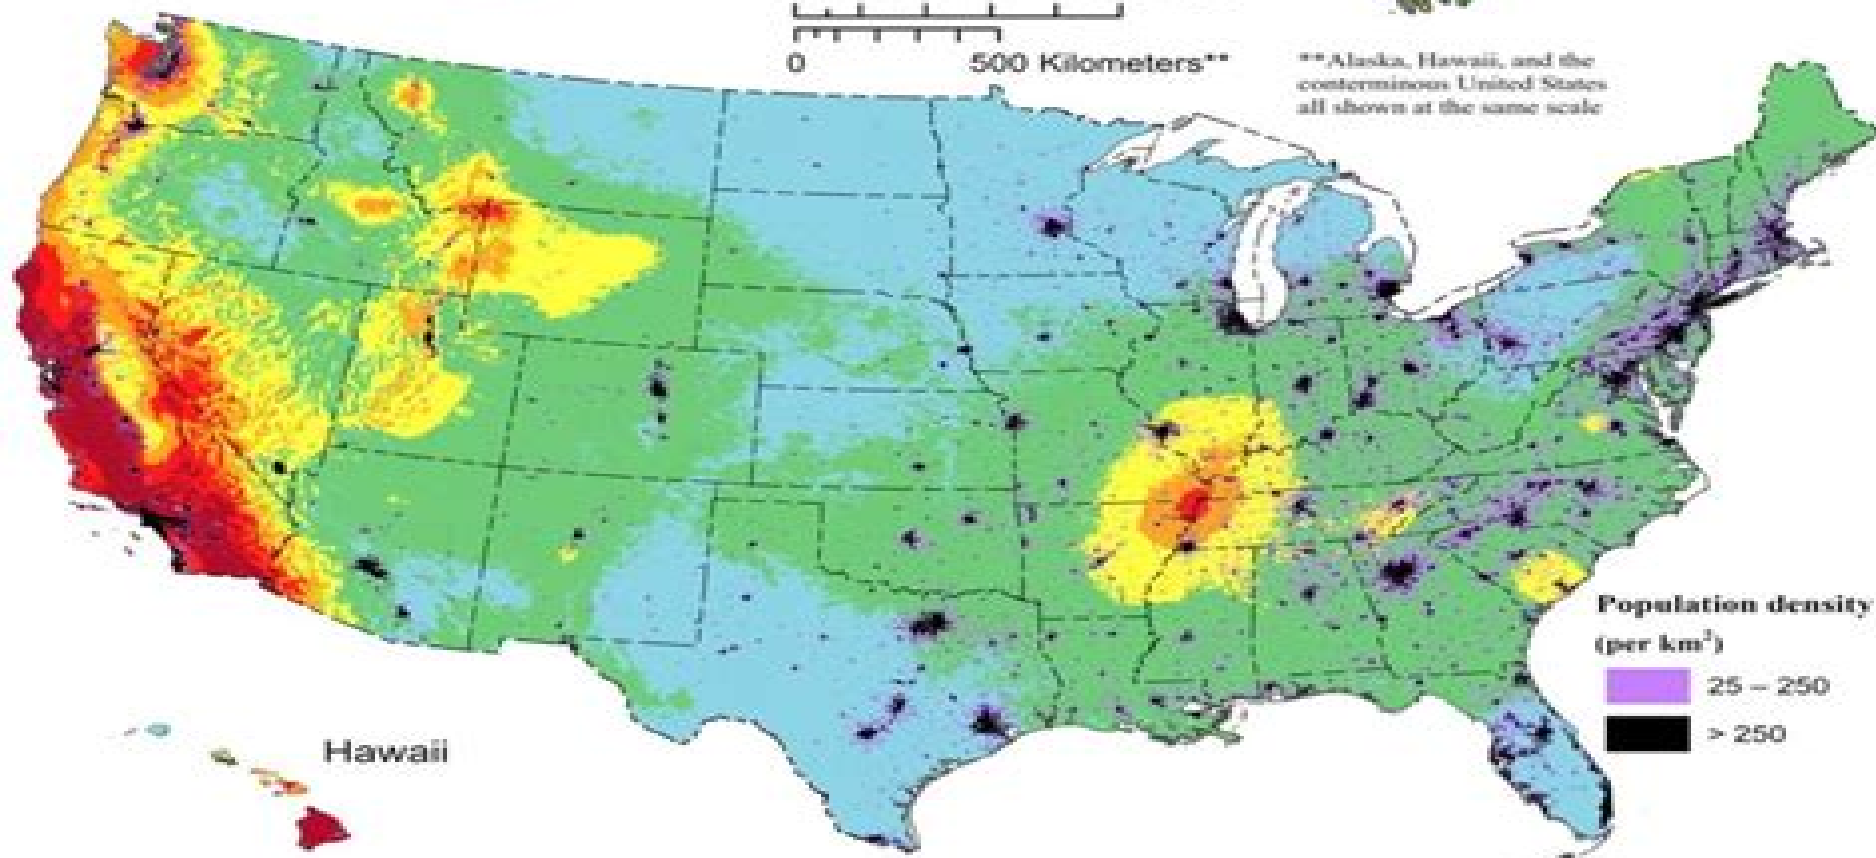 0 500 Kilometers**
**Alaska, Hawaii, and the
conterminous United States
all shown at the same scale
Population density
(per km²)
25 – 250
> 250
Hawaii